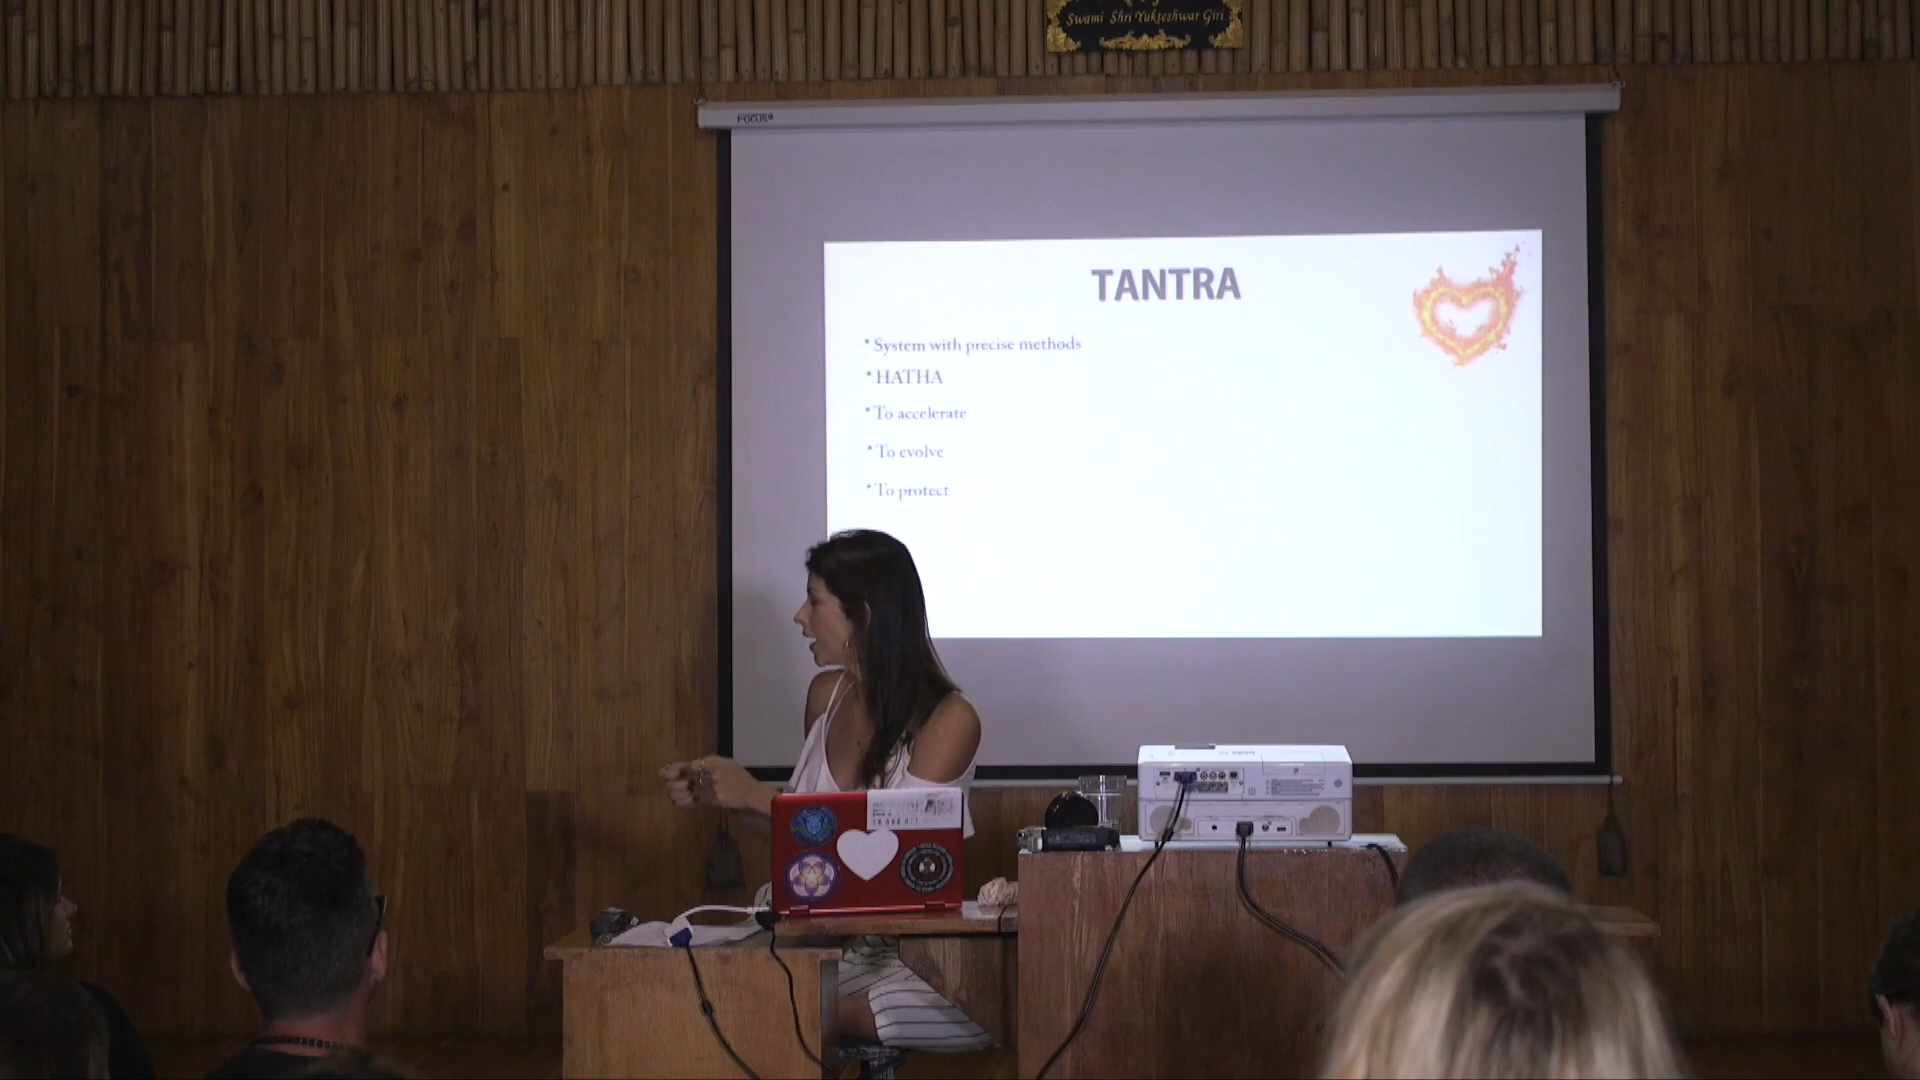 Swami Shri Yukteshwar Giri
FOCUS
TANTRA
* System with precise methods
* HATHA
* To accelerate
* To evolve
* To protect